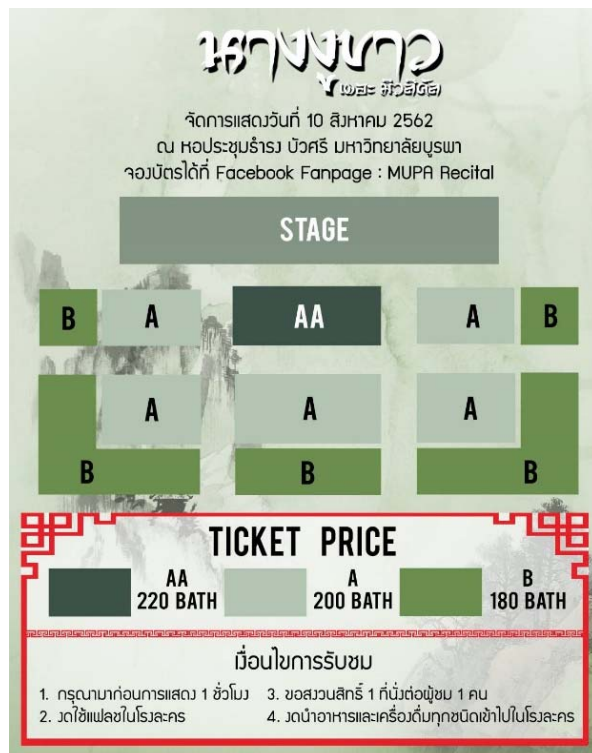 นางงูขาว
เดอะ มิวสิคัล
จัดการแสดงวันที่ 10 สิงหาคม 2562
ณ หอประชุมธำรง บัวศรี มหาวิทยาลัยบูรพา
จองบัตรได้ที่ Facebook Fanpage : MUPA Recital
STAGE
B A AA A B
A A A
B B B
TICKET PRICE
AA A B
220 BATH 200 BATH 180 BATH
เงื่อนไขการรับชม
1. กรุณามาก่อนการแสดง 1 ชั่วโมง 3. ขอสงวนสิทธิ์ 1 ที่นั่งต่อผู้ชม 1 คน
2. งดใช้แฟลชในโรงละคร 4. งดนำอาหารและเครื่องดื่มทุกชนิดเข้าไปในโรงละคร